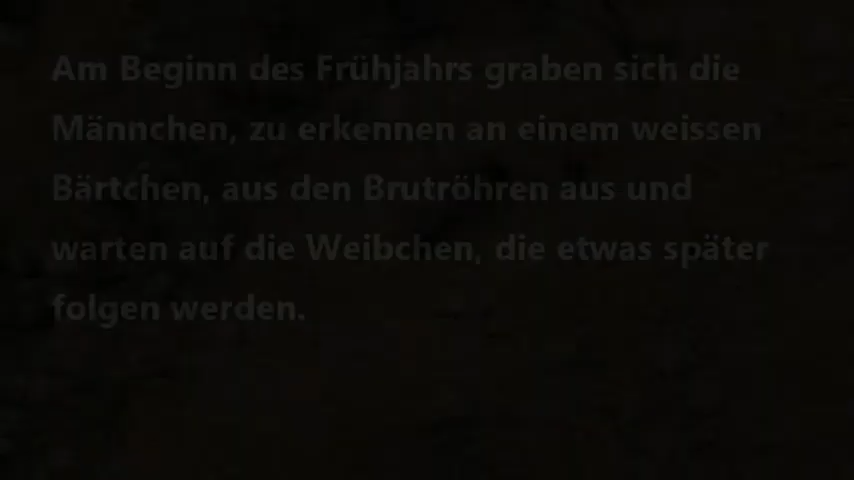 Am Beginn des Frühjahrs graben sich die
Männchen, zu erkennen an einem weissen
Bärtchen, aus den Brutröhren aus und
warten auf die Weibchen, die etwas später
folgen werden.